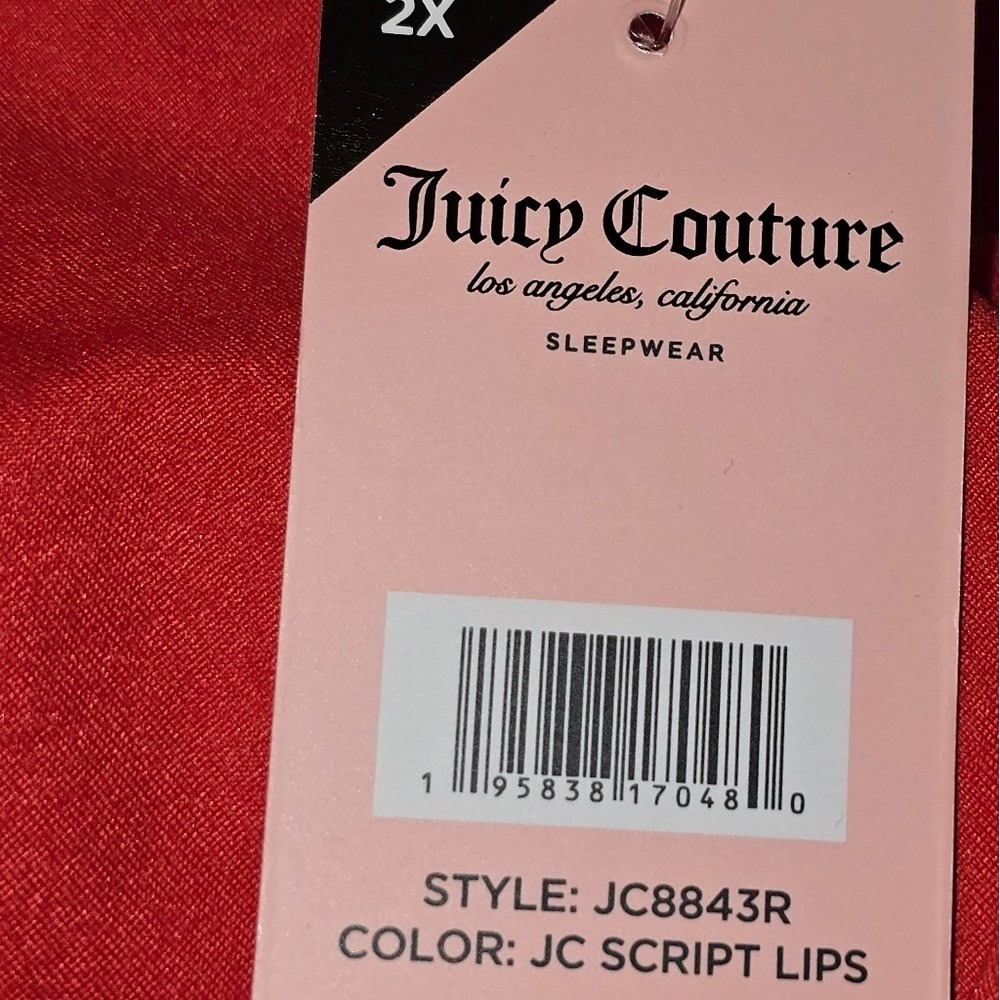 2X
Juicy Couture
los angeles, california
SLEEPWEAR
1 95838 17048 0
STYLE: JC8843R
COLOR: JC SCRIPT LIPS